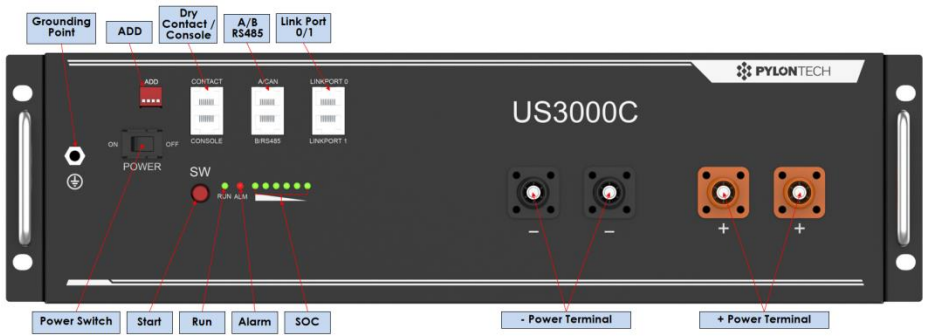 Grounding
Point
ADD
Dry
Contact /
Console
A/B
RS485
Link Port
0/1
PYLONTECH
ADD
CONTACT
A/CAN
LINKPORT 0
US3000C
ON
OFF
POWER
CONSOLE
B/RS485
LINKPORT 1
SW
RUN
ALM
–
–
+
+
Power Switch
Start
Run
Alarm
SOC
- Power Terminal
+ Power Terminal